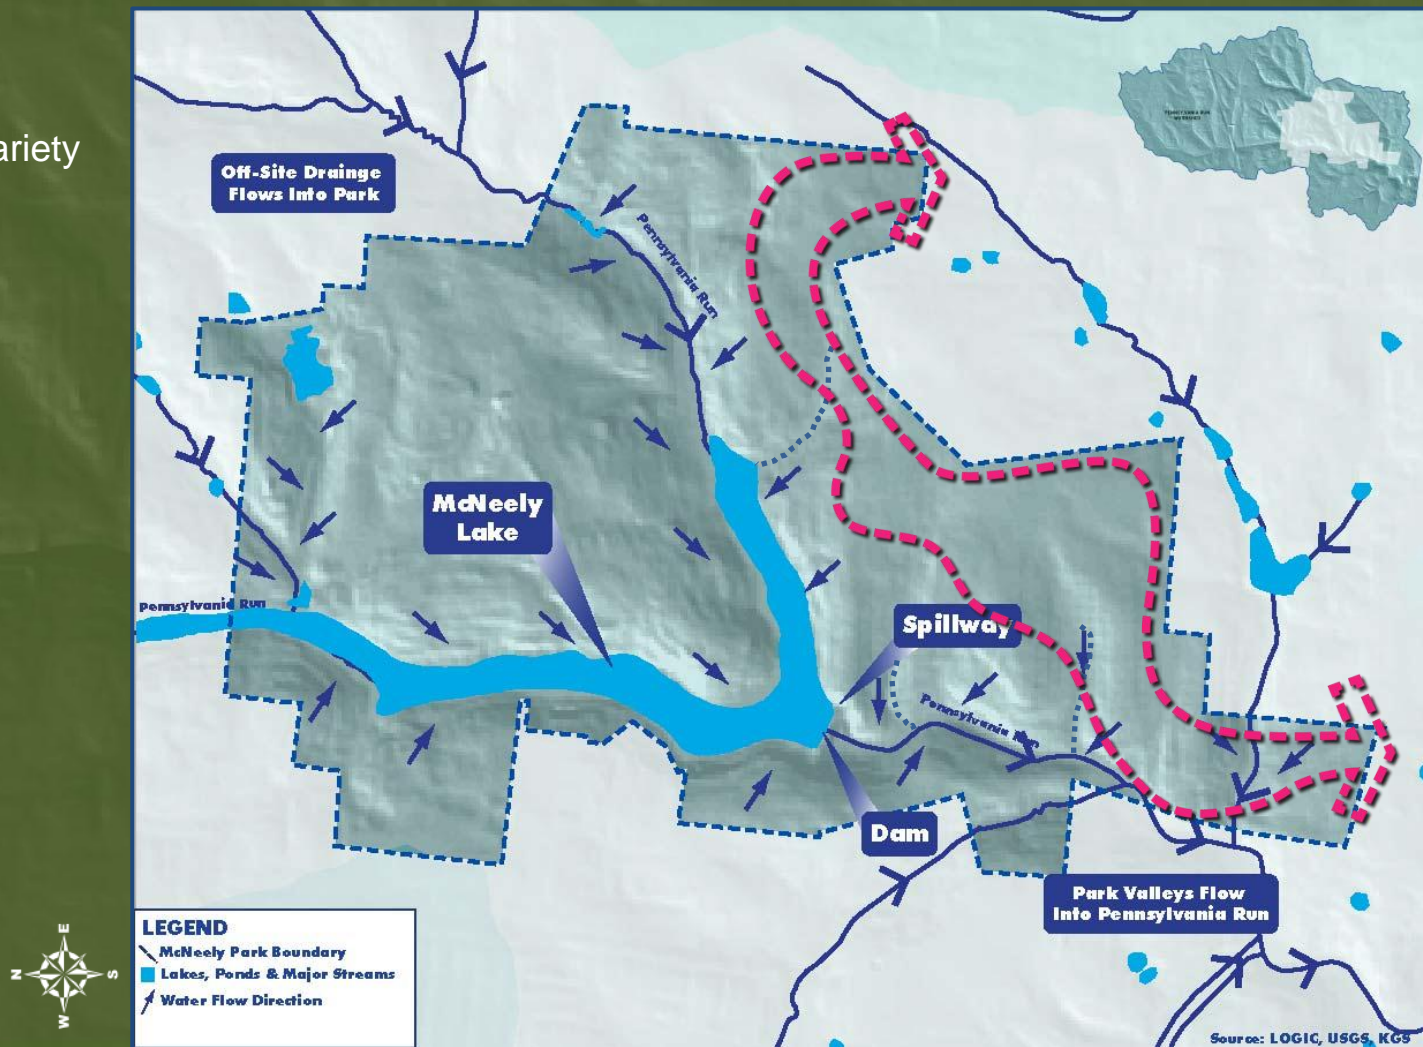 ariety
Off-Site Drainge
Flows Into Park
Pennsylvania Run
McNeely
Lake
Pennsylvania Run
Spillway
Pennsylvania Run
Dam
Park Valleys Flow
Into Pennsylvania Run
LEGEND
McNeely Park Boundary
Lakes, Ponds & Major Streams
Water Flow Direction
E
N
S
W
Source: LOGIC, USGS, KGS